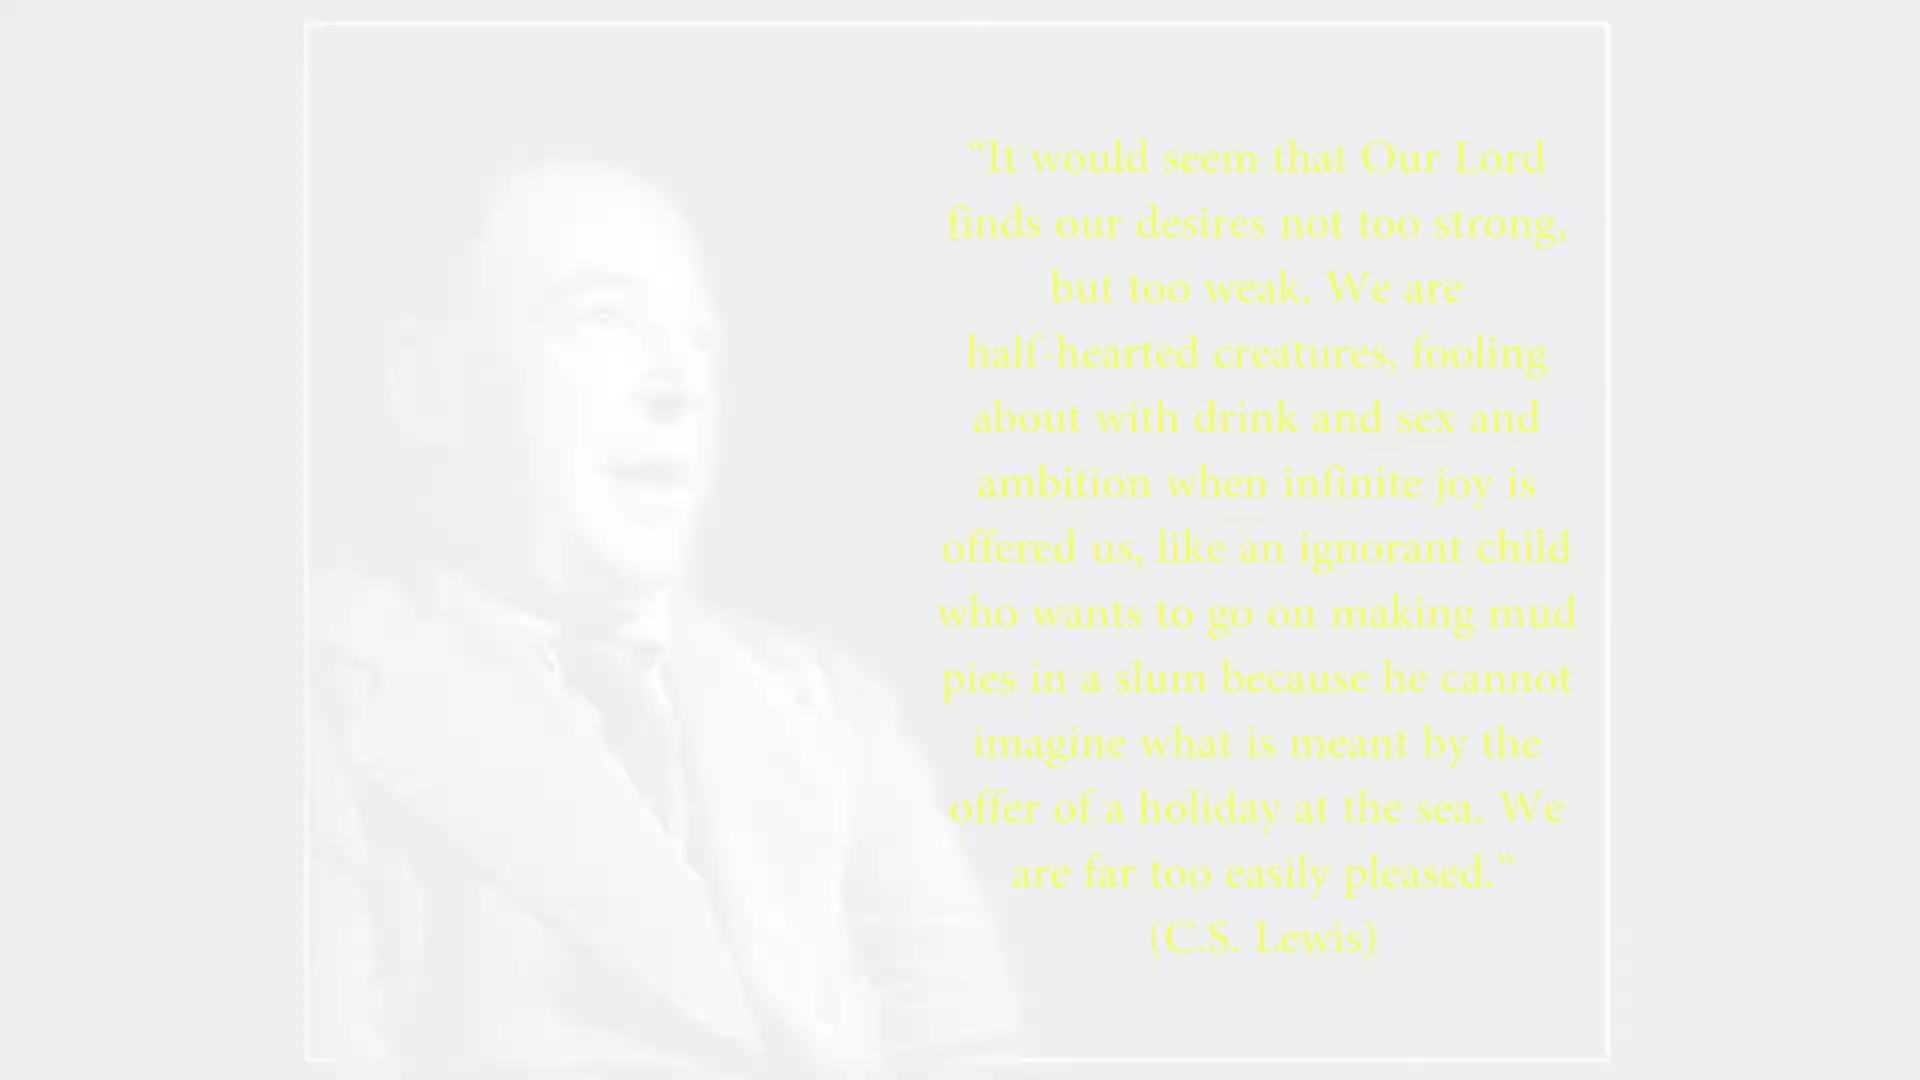 “It would seem that Our Lord
finds our desires not too strong,
but too weak. We are
half-hearted creatures, fooling
about with drink and sex and
ambition when infinite joy is
offered us, like an ignorant child
who wants to go on making mud
pies in a slum because he cannot
imagine what is meant by the
offer of a holiday at the sea. We
are far too easily pleased.”
(C.S. Lewis)